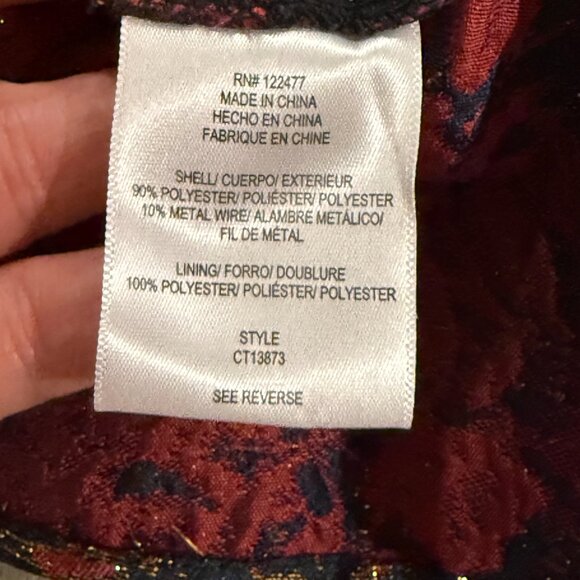 RN# 122477
MADE IN CHINA
HECHO EN CHINA
FABRIQUE EN CHINE
SHELL/ CUERPO/ EXTERIEUR
90% POLYESTER/ POLIÉSTER/ POLYESTER
10% METAL WIRE/ ALAMBRE METÁLICO/
FIL DE MÉTAL
LINING/ FORRO/ DOUBLURE
100% POLYESTER/ POLIÉSTER/ POLYESTER
STYLE
CT13873
SEE REVERSE